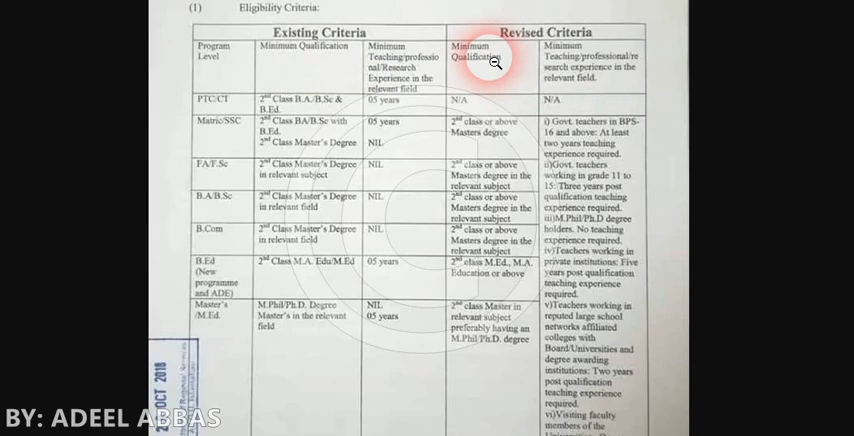 (1) Eligibility Criteria:
Existing Criteria Revised Criteria
Program Level
Minimum Qualification
Minimum Teaching/professional/Research Experience in the relevant field
Minimum Qualification
Minimum Teaching/professional/research experience in the relevant field.
PTC/CT
2nd Class B.A./B.Sc & B.Ed.
05 years
N/A
N/A
Matric/SSC
2nd Class BA/B.Sc with B.Ed.
05 years
2nd Class Master's Degree
NIL
2nd class or above Masters degree
FA/F.Sc
2nd Class Master's Degree in relevant subject
NIL
2nd class or above Masters degree in the relevant subject
B.A/B.Sc
2nd Class Master's Degree in relevant field
NIL
2nd class or above Masters degree in the relevant subject
B.Com
2nd Class Master's Degree in relevant field
NIL
2nd class or above Masters degree in the relevant subject
B.Ed (New programme and ADE)
2nd Class M.A. Edu/M.Ed
05 years
2nd class M.Ed., M.A. Education or above
Master's /M.Ed.
M.Phil/Ph.D. Degree
NIL
Master's in the relevant field
05 years
2nd class Master in relevant subject preferably having an M.Phil/Ph.D. degree
i) Govt. teachers in BPS-
16 and above: At least
two years teaching
experience required.
ii)Govt. teachers
working in grade 11 to
15: Three years post
qualification teaching
experience required.
iii)M.Phil/Ph.D degree
holders. No teaching
experience required.
iv)Teachers working in
private institutions: Five
years post qualification
teaching experience
required.
v)Teachers working in
reputed large school
networks affiliated
colleges with
Board/Universities and
degree awarding
institutions: Two years
post qualification
teaching experience
required.
vi)Visiting faculty
members of the
OCT 2018
BY: ADEEL ABBAS